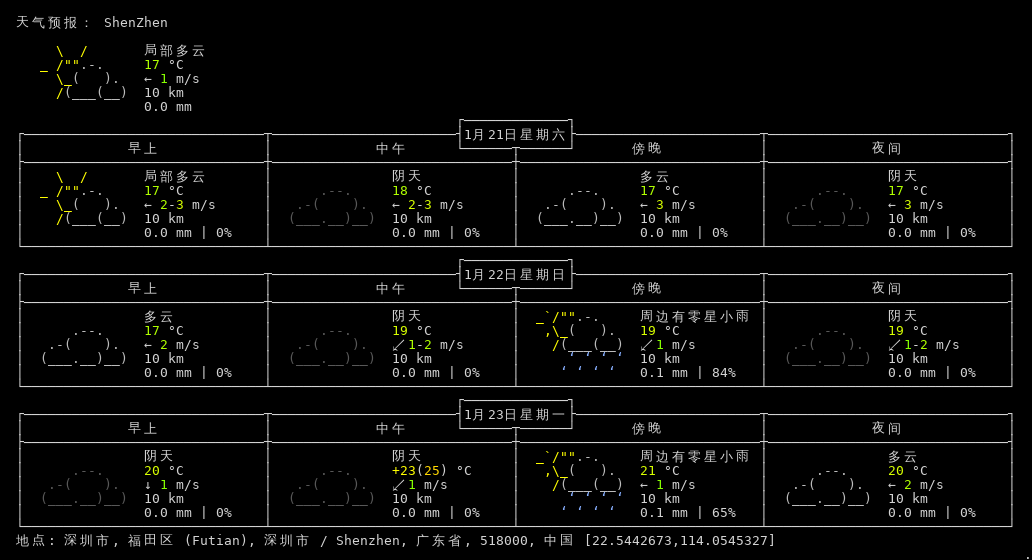 天气预报： ShenZhen
局部多云
17 °C
← 1 m/s
10 km
0.0 mm
1月21日星期六
早上 中午 傍晚 夜间
局部多云 阴天 多云 阴天
17 °C 18 °C 17 °C 17 °C
← 2-3 m/s ← 2-3 m/s ← 3 m/s ← 3 m/s
10 km 10 km 10 km 10 km
0.0 mm | 0% 0.0 mm | 0% 0.0 mm | 0% 0.0 mm | 0%
1月22日星期日
早上 中午 傍晚 夜间
多云 阴天 周边有零星小雨 阴天
17 °C 19 °C 19 °C 19 °C
← 2 m/s ↙1-2 m/s ↙1 m/s ↙1-2 m/s
10 km 10 km 10 km 10 km
0.0 mm | 0% 0.0 mm | 0% 0.1 mm | 84% 0.0 mm | 0%
1月23日星期一
早上 中午 傍晚 夜间
阴天 阴天 周边有零星小雨 多云
20 °C +23(25) °C 21 °C 20 °C
↓ 1 m/s ↙1 m/s ← 1 m/s ← 2 m/s
10 km 10 km 10 km 10 km
0.0 mm | 0% 0.0 mm | 0% 0.1 mm | 65% 0.0 mm | 0%
地点: 深圳市, 福田区 (Futian), 深圳市 / Shenzhen, 广东省, 518000, 中国 [22.5442673,114.0545327]